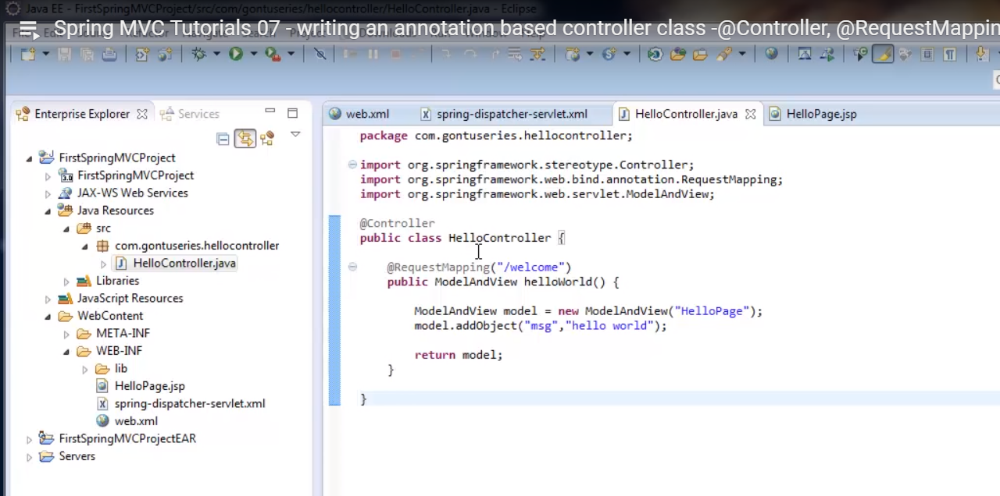 Java EE - FirstSpringMVCProject/src/com/gontuseries/hellocontroller/HelloController.java - Eclipse
Spring MVC Tutorials 07 - writing an annotation based controller class -@Controller, @RequestMappin
Enterprise Explorer
Services
FirstSpringMVCProject
FirstSpringMVCProject
JAX-WS Web Services
Java Resources
src
com.gontuseries.hellocontroller
HelloController.java
Libraries
JavaScript Resources
WebContent
META-INF
WEB-INF
lib
HelloPage.jsp
spring-dispatcher-servlet.xml
web.xml
FirstSpringMVCProjectEAR
Servers
web.xml
spring-dispatcher-servlet.xml
HelloController.java
HelloPage.jsp
package com.gontuseries.hellocontroller;
import org.springframework.stereotype.Controller;
import org.springframework.web.bind.annotation.RequestMapping;
import org.springframework.web.servlet.ModelAndView;
@Controller
public class HelloController {
@RequestMapping("/welcome")
public ModelAndView helloWorld() {
ModelAndView model = new ModelAndView("HelloPage");
model.addObject("msg","hello world");
return model;
}
}